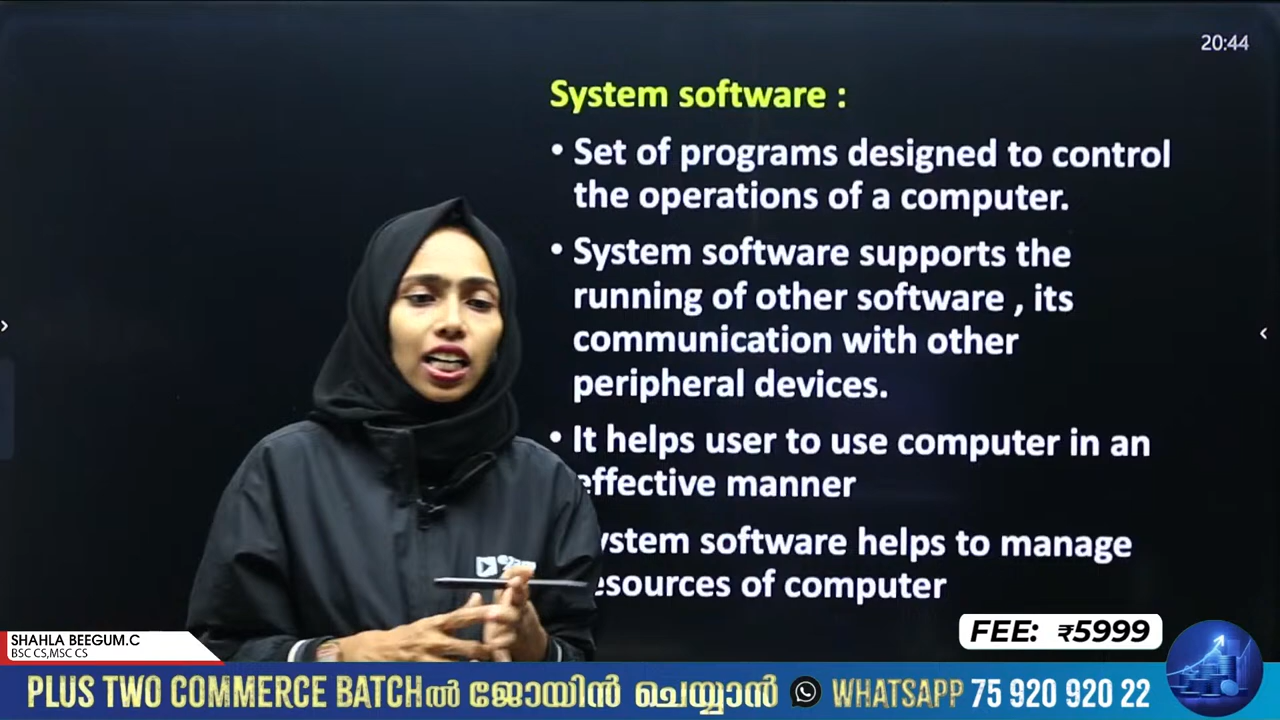 20:44
System software :
• Set of programs designed to control
the operations of a computer.
• System software supports the
running of other software , its
communication with other
peripheral devices.
• It helps user to use computer in an
effective manner
ystem software helps to manage
esources of computer
FEE: ₹5999
SHAHLA BEEGUM.C
BSC CS,MSC CS
PLUS TWO COMMERCE BATCHൽ ജോയിൻ ചെയ്യാൻ WHATSAPP 75 920 920 22